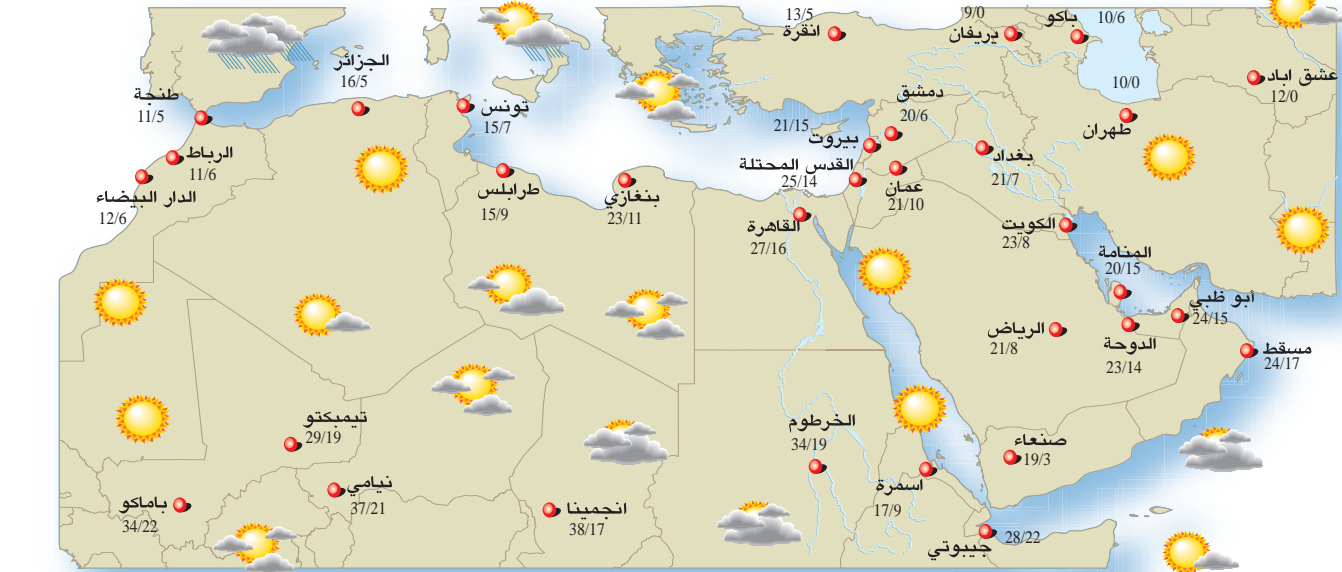 13/5
انقرة
9/0
يريفان
باكو
10/6
10/0
عشق اباد
12/0
طهران
الجزائر
16/5
طنجة
11/5
تونس
15/7
دمشق
20/6
21/15
بيروت
بغداد
21/7
الرباط
11/6
الدار البيضاء
12/6
طرابلس
15/9
بنغازي
23/11
القدس المحتلة
25/14
عمان
21/10
القاهرة
27/16
الكويت
23/8
المنامة
20/15
أبو ظبي
24/15
الرياض
21/8
الدوحة
23/14
مسقط
24/17
تيمبكتو
29/19
الخرطوم
34/19
صنعاء
19/3
باماكو
34/22
نيامي
37/21
انجمينا
38/17
اسمرة
17/9
جيبوتي
28/22